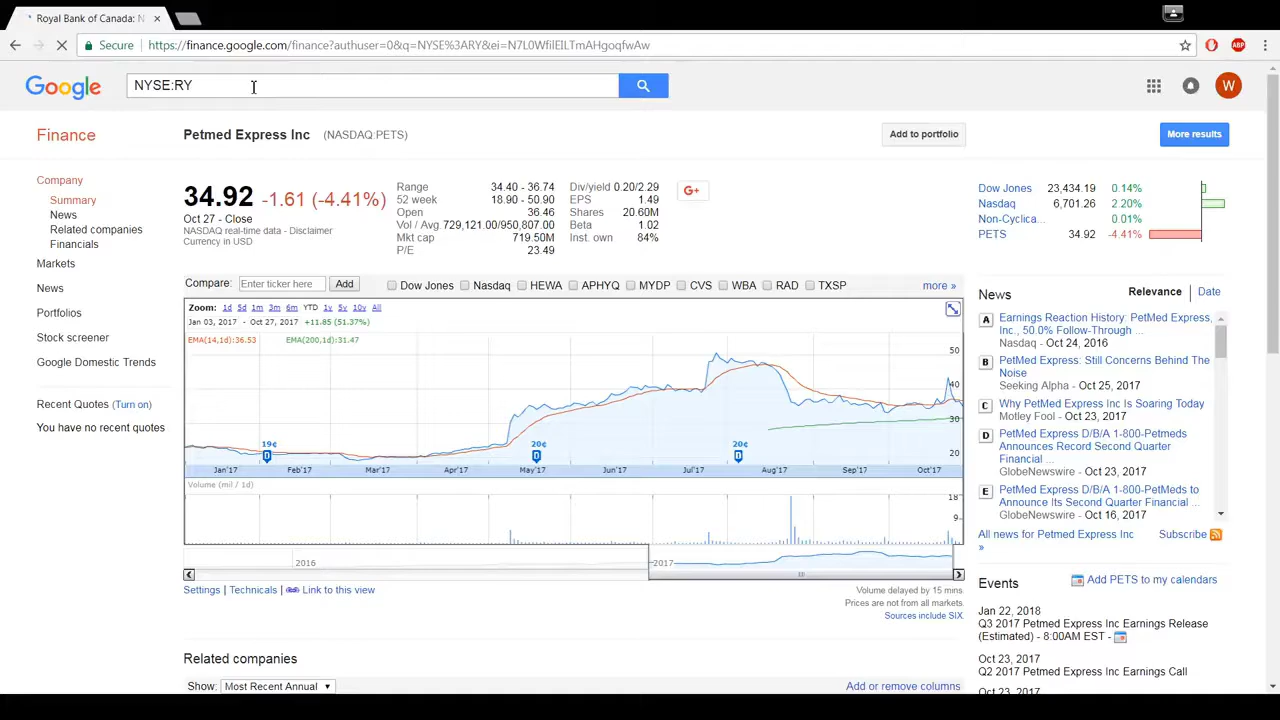 Royal Bank of Canada: N
Secure https://finance.google.com/finance?authuser=0&q=NYSE%3ARY&ei=N7L0WfilEILTmAHgoqfwAw
ABP
Google NYSE:RY
W
Finance
Petmed Express Inc (NASDAQ:PETS)
Add to portfolio
More results
Company
Summary
News
Related companies
Financials
Markets
News
Portfolios
Stock screener
Google Domestic Trends
Recent Quotes (Turn on)
You have no recent quotes
34.92 -1.61 (-4.41%)
Oct 27 - Close
NASDAQ real-time data - Disclaimer
Currency in USD
Range 34.40 - 36.74
52 week 18.90 - 50.90
Open 36.46
Vol / Avg. 729,121.00/950,807.00
Mkt cap 719.50M
P/E 23.49
Div/yield 0.20/2.29
EPS 1.49
Shares 20.60M
Beta 1.02
Inst. own 84%
G+
Dow Jones 23,434.19 0.14%
Nasdaq 6,701.26 2.20%
Non-Cyclica... 0.01%
PETS 34.92 -4.41%
Compare: Enter ticker here Add Dow Jones Nasdaq HEWA APHYQ MYDP CVS WBA RAD TXSP more »
Zoom: 1d 5d 1m 3m 6m YTD 1y 5y 10y All
Jan 03, 2017 - Oct 27, 2017 +11.85 (51.37%)
EMA(14,1d):36.53 EMA(200,1d):31.47
50
40
30
20
19¢ 20¢ 20¢
D D D
Jan'17 Feb'17 Mar'17 Apr'17 May'17 Jun'17 Jul'17 Aug'17 Sep'17 Oct'17
Volume (mil / 1d)
18
9
2016 2017
Settings | Technicals | Link to this view
Volume delayed by 15 mins.
Prices are not from all markets.
Sources include SIX.
Related companies
Show: Most Recent Annual
Add or remove columns
News Relevance | Date
A Earnings Reaction History: PetMed Express,
Inc., 50.0% Follow-Through ...
Nasdaq - Oct 24, 2016
B PetMed Express: Still Concerns Behind The
Noise
Seeking Alpha - Oct 25, 2017
C Why PetMed Express Inc Is Soaring Today
Motley Fool - Oct 23, 2017
D PetMed Express D/B/A 1-800-Petmeds
Announces Record Second Quarter
Financial ...
GlobeNewswire - Oct 23, 2017
E PetMed Express D/B/A 1-800-PetMeds to
Announce Its Second Quarter Financial ...
GlobeNewswire - Oct 16, 2017
All news for Petmed Express Inc
»
Subscribe
Events Add PETS to my calendars
Jan 22, 2018
Q3 2017 Petmed Express Inc Earnings Release
(Estimated) - 8:00AM EST -
Oct 23, 2017
Q2 2017 Petmed Express Inc Earnings Call
Oct 23, 2017